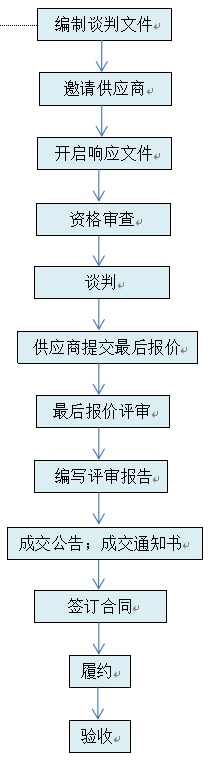 编制谈判文件
邀请供应商
开启响应文件
资格审查
谈判
供应商提交最后报价
最后报价评审
编写评审报告
成交公告；成交通知书
签订合同
履约
验收